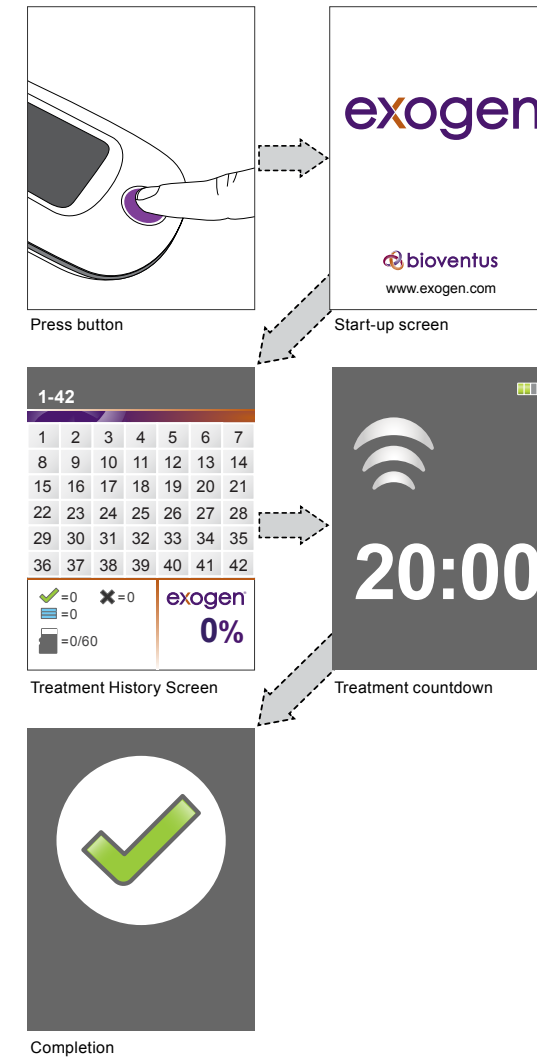 exogen
bioventus
www.exogen.com
Press button
Start-up screen
1-42
1 2 3 4 5 6 7
8 9 10 11 12 13 14
15 16 17 18 19 20 21
22 23 24 25 26 27 28
29 30 31 32 33 34 35
36 37 38 39 40 41 42
=0 =0
=0
=0/60
exogen
0%
20:00
Treatment History Screen
Treatment countdown
Completion